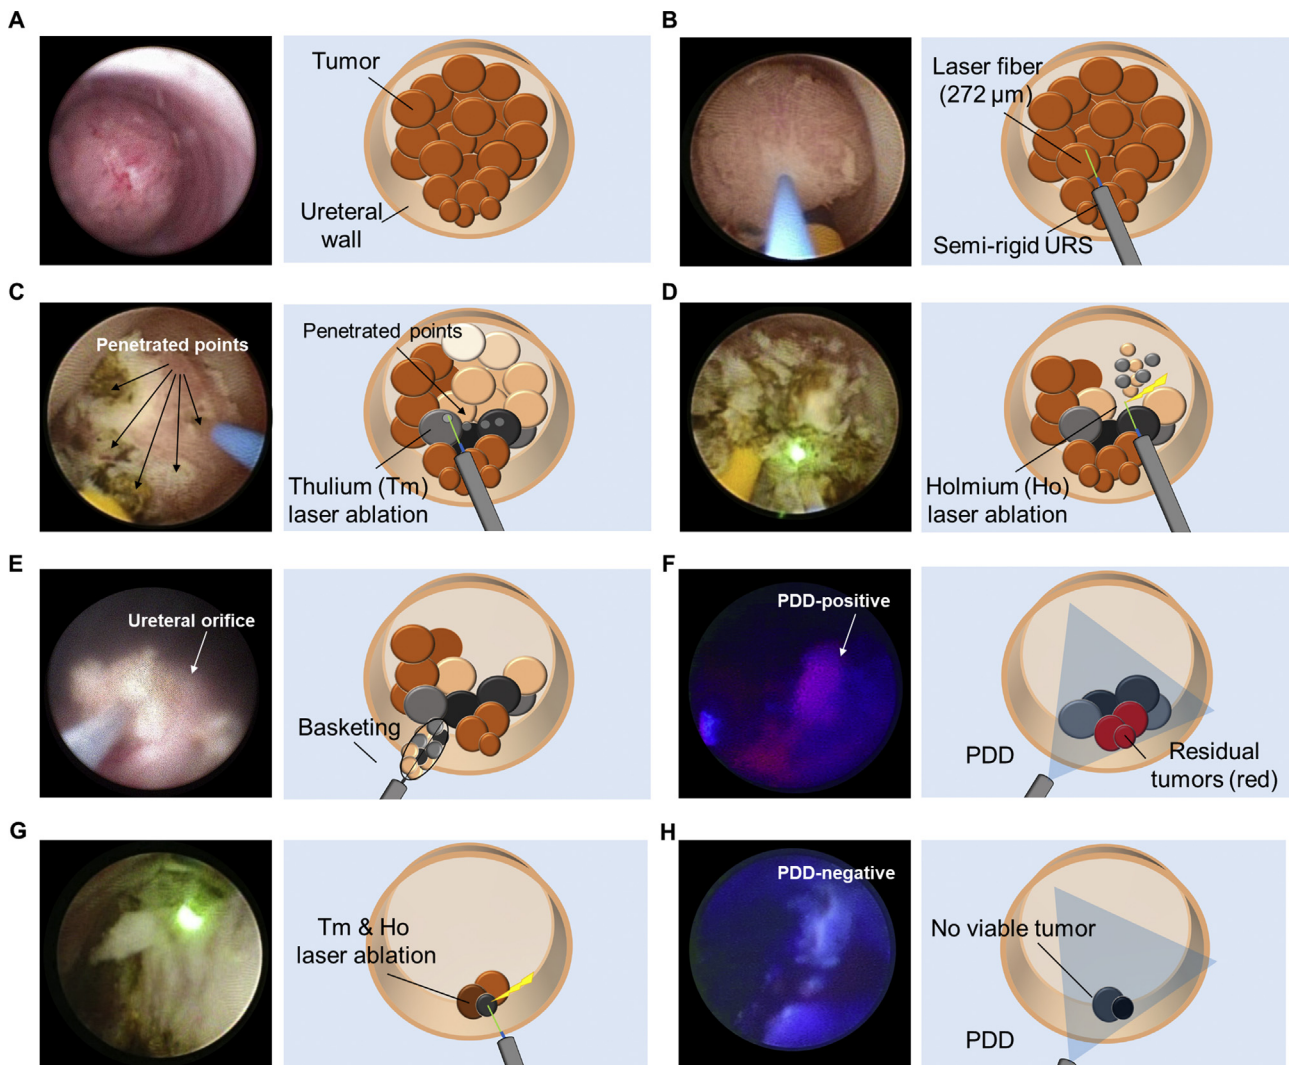 A
Tumor
Ureteral
wall
B
Laser fiber
(272 µm)
Semi-rigid URS
C
Penetrated points
Penetrated points
Thulium (Tm)
laser ablation
D
Holmium (Ho)
laser ablation
E
Ureteral orifice
Basketing
F
PDD-positive
PDD
Residual
tumors (red)
G
Tm & Ho
laser ablation
H
PDD-negative
No viable tumor
PDD